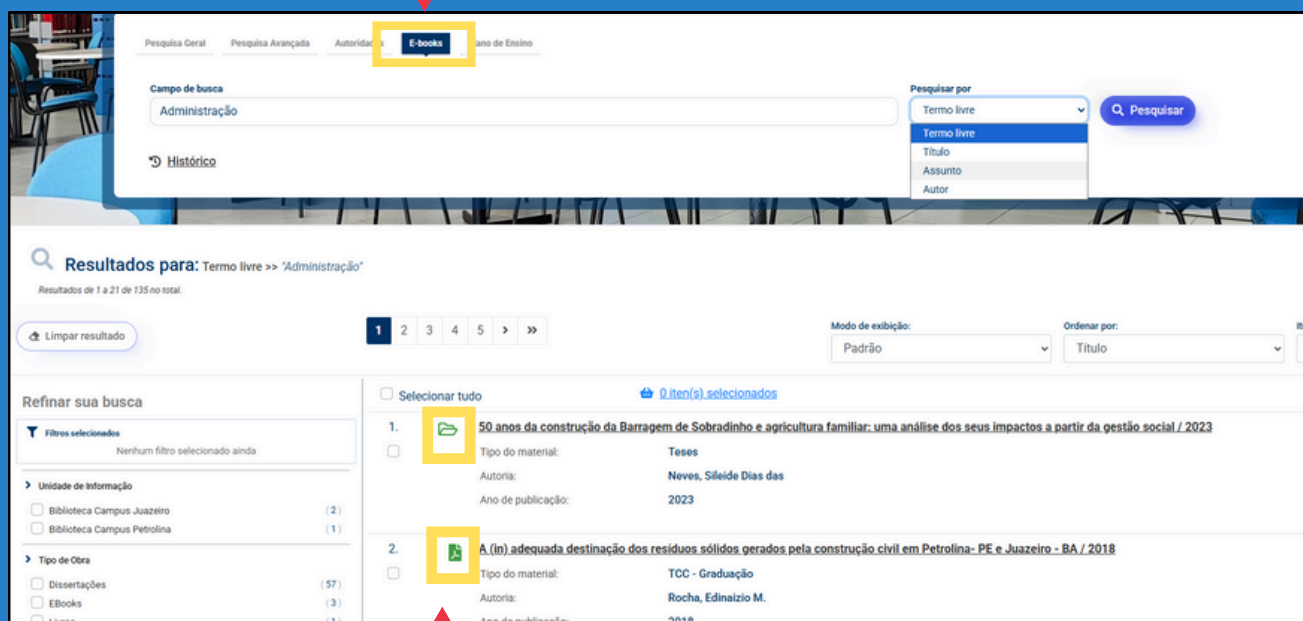 Pesquisa Geral Pesquisa Avançada Autoridades E-books ano de Ensino
Campo de busca Pesquisar por
Administração Termo livre Pesquisar
Termo livre
Título
Histórico Assunto
Autor
Resultados para: Termo livre >> "Administração"
Resultados de 1 a 21 de 135 no total.
Limpar resultado 1 2 3 4 5 > >> Modo de exibição: Ordenar por:
Padrão Título
Refinar sua busca
Filtros selecionados
Nenhum filtro selecionado ainda
Unidade de Informação
Biblioteca Campus Juazeiro (2)
Biblioteca Campus Petrolina (1)
Tipo de Obra
Dissertações (57)
EBooks (3)
Selecionar tudo 0 iten(s) selecionados
1. 50 anos da construção da Barragem de Sobradinho e agricultura familiar: uma análise dos seus impactos a partir da gestão social / 2023
Tipo do material: Teses
Autoria: Neves, Sileide Dias das
Ano de publicação: 2023
2. A (in) adequada destinação dos resíduos sólidos gerados pela construção civil em Petrolina- PE e Juazeiro - BA / 2018
Tipo do material: TCC - Graduação
Autoria: Rocha, Edinaizio M.
Ano de publicação: 2018